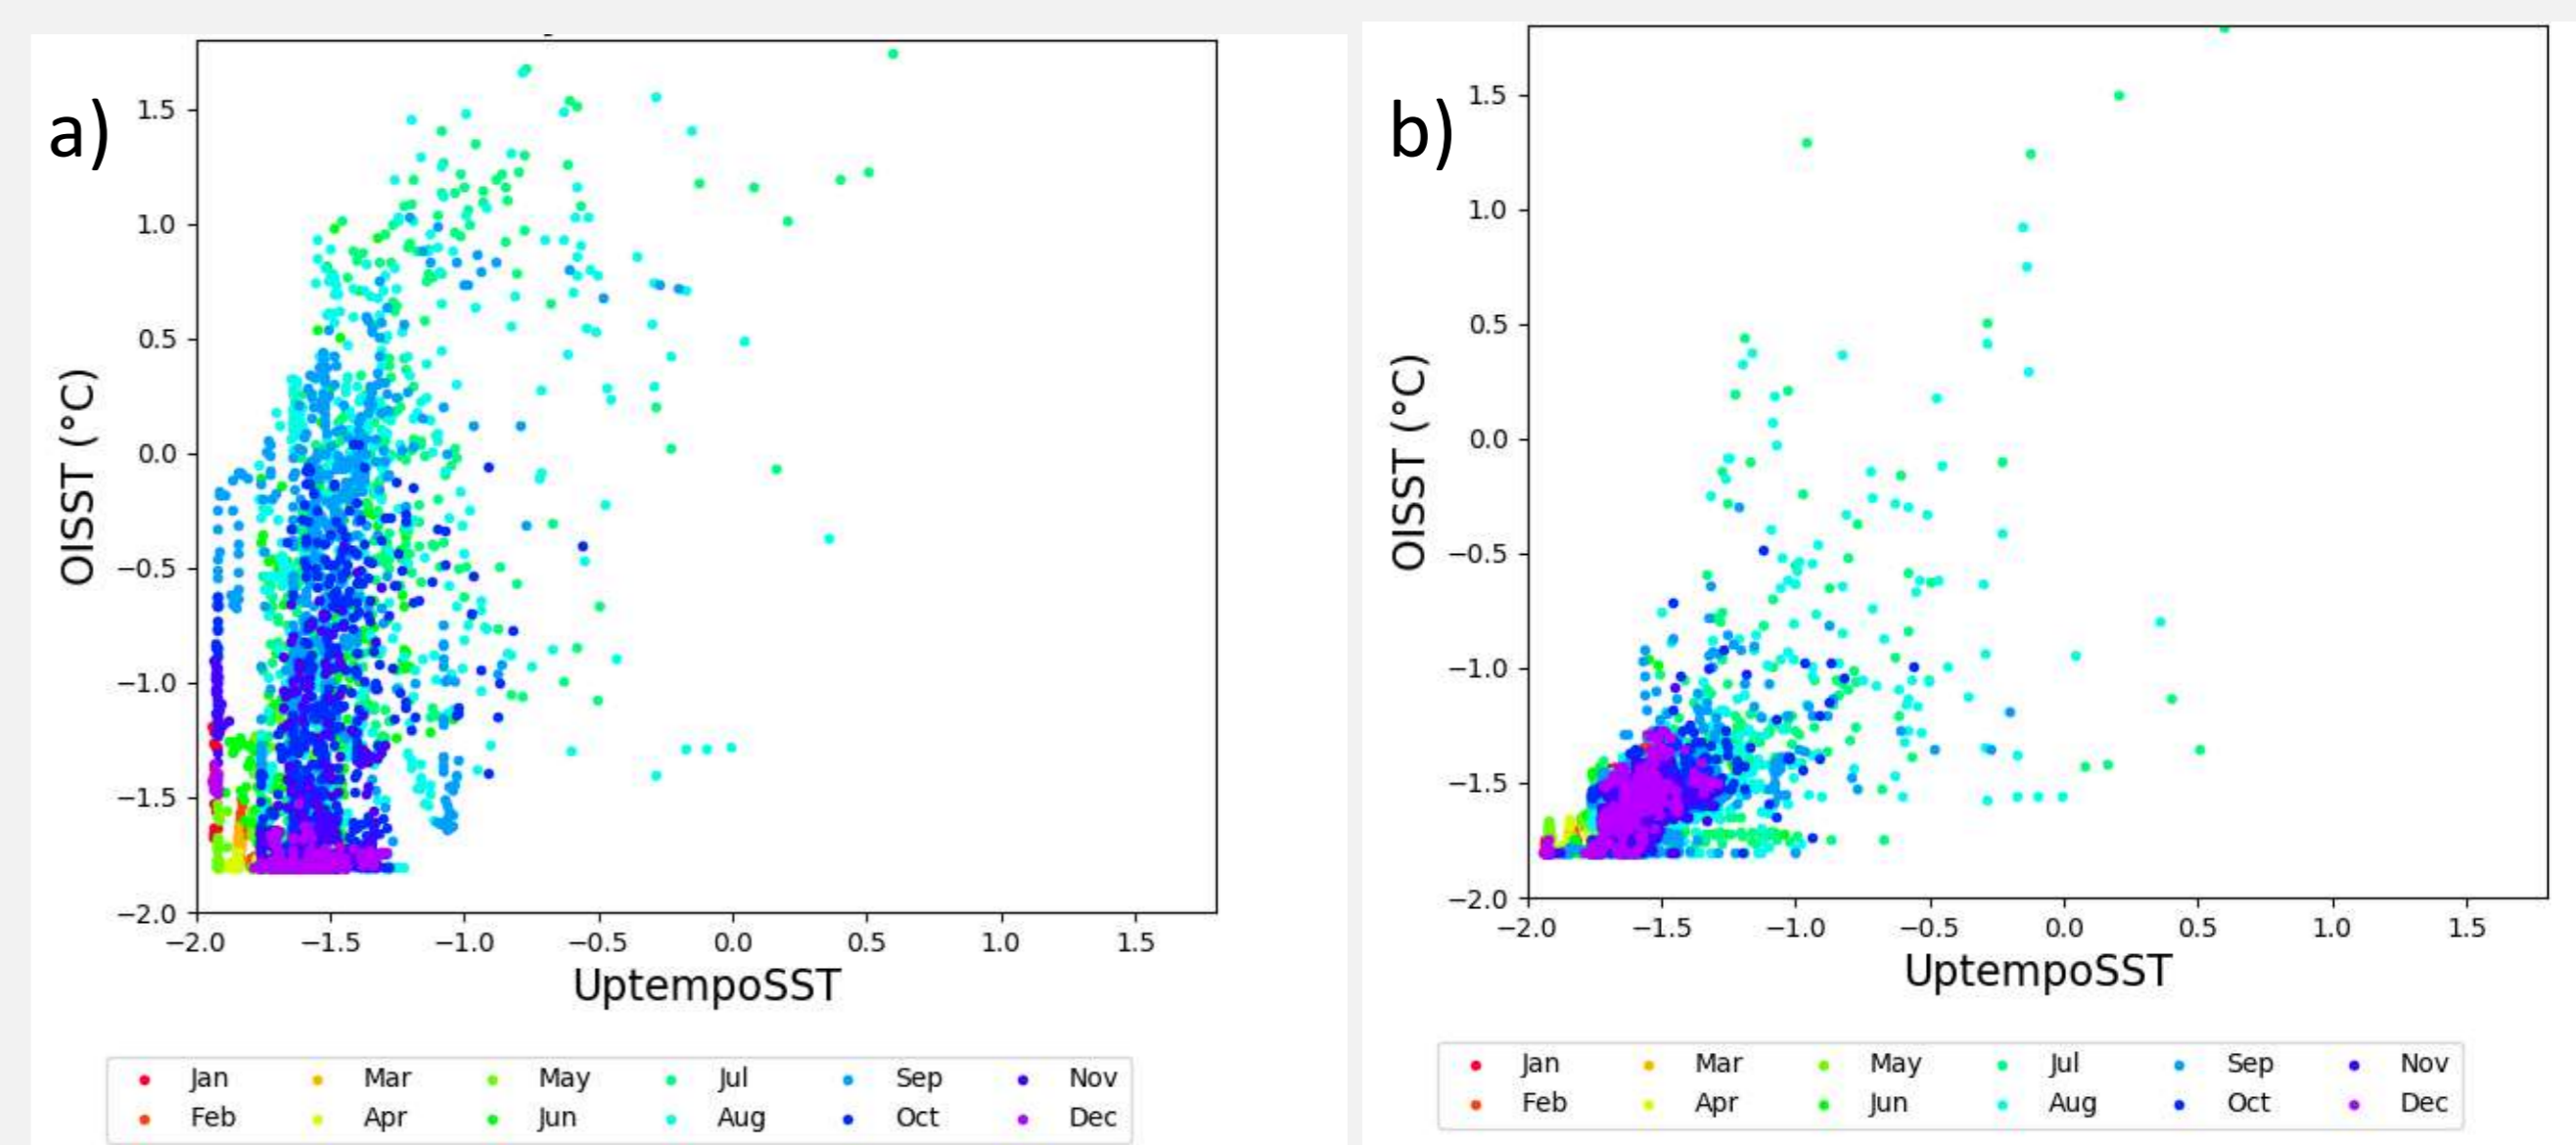 a)
OISST (°C)
1.5
1.0
0.5
0.0
−0.5
−1.0
−1.5
−2.0
−2.0 −1.5 −1.0 −0.5 0.0 0.5 1.0 1.5
UptempoSST
Jan Mar May Jul Sep Nov
Feb Apr Jun Aug Oct Dec
b)
OISST (°C)
1.5
1.0
0.5
0.0
−0.5
−1.0
−1.5
−2.0
−2.0 −1.5 −1.0 −0.5 0.0 0.5 1.0 1.5
UptempoSST
Jan Mar May Jul Sep Nov
Feb Apr Jun Aug Oct Dec